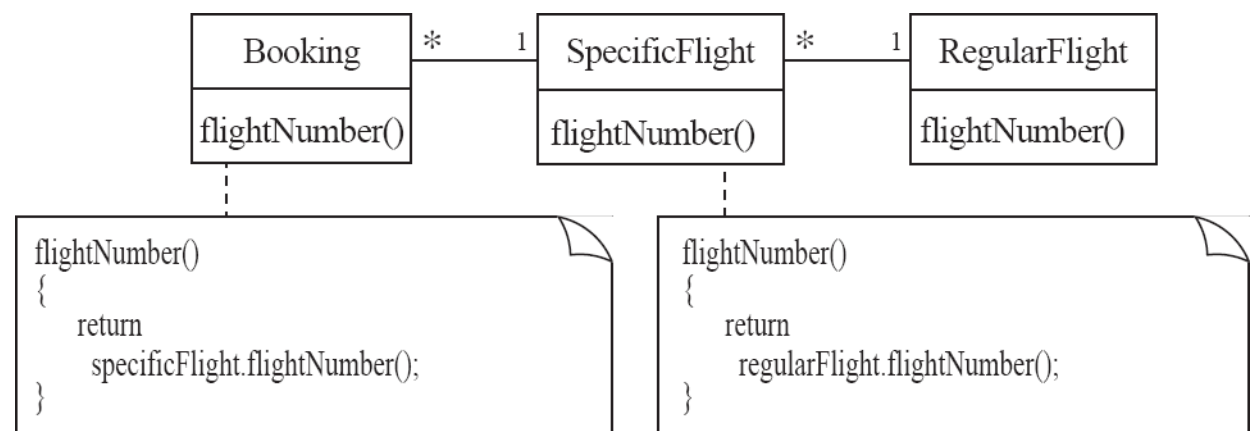 Booking
* 1
SpecificFlight
* 1
RegularFlight
flightNumber()
flightNumber()
flightNumber()
flightNumber()
{
return
specificFlight.flightNumber();
}
flightNumber()
{
return
regularFlight.flightNumber();
}